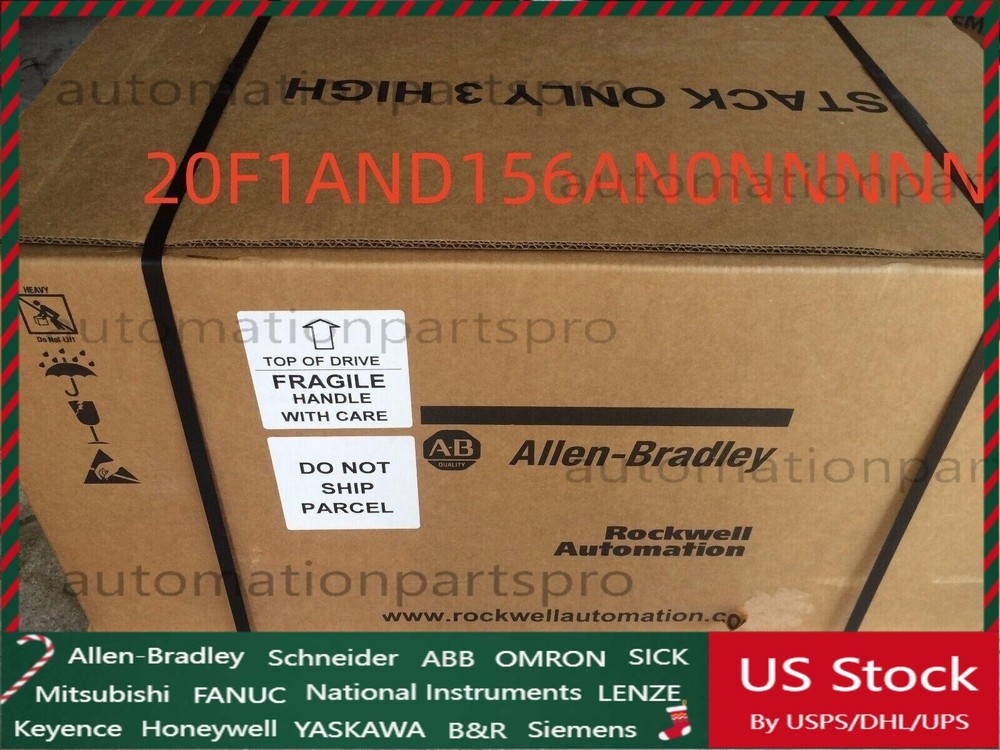 STACK ONLY 3 HIGH
automationpartspro
20F1AND156AN0NNNNN
automationpart
HEAVY
Do Not Lift
automationpartspro
TOP OF DRIVE
FRAGILE
HANDLE
WITH CARE
A-B
QUALITY
Allen-Bradley
automationpar
DO NOT
SHIP
PARCEL
Rockwell
Automation
automationpartspro
www.rockwellautomation.co
Allen-Bradley Schneider ABB OMRON SICK
Mitsubishi FANUC National Instruments LENZE
Keyence Honeywell YASKAWA B&R Siemens
US Stock
By USPS/DHL/UPS